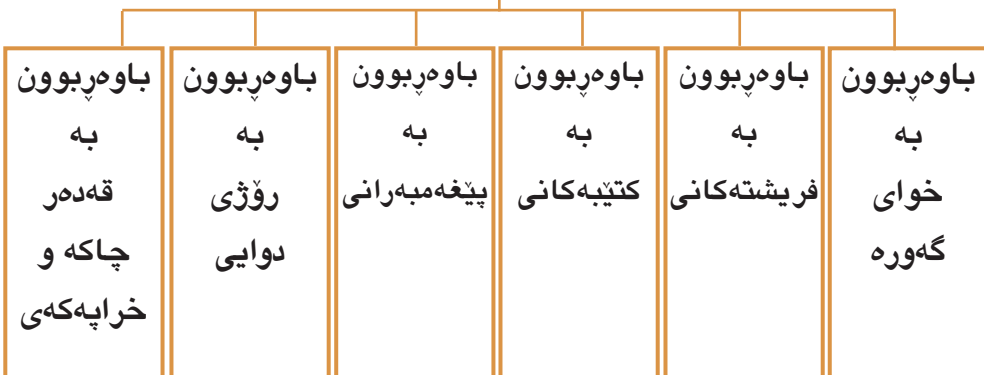 باوەڕبوون
بە
خوای
گەورە
باوەڕبوون
بە
فریشتەکانی
باوەڕبوون
بە
کتێبەکانی
باوەڕبوون
بە
پێغەمبەرانی
باوەڕبوون
بە
رۆژی
دوایی
باوەڕبوون
بە
قەدەر
چاکە و
خراپەکەی